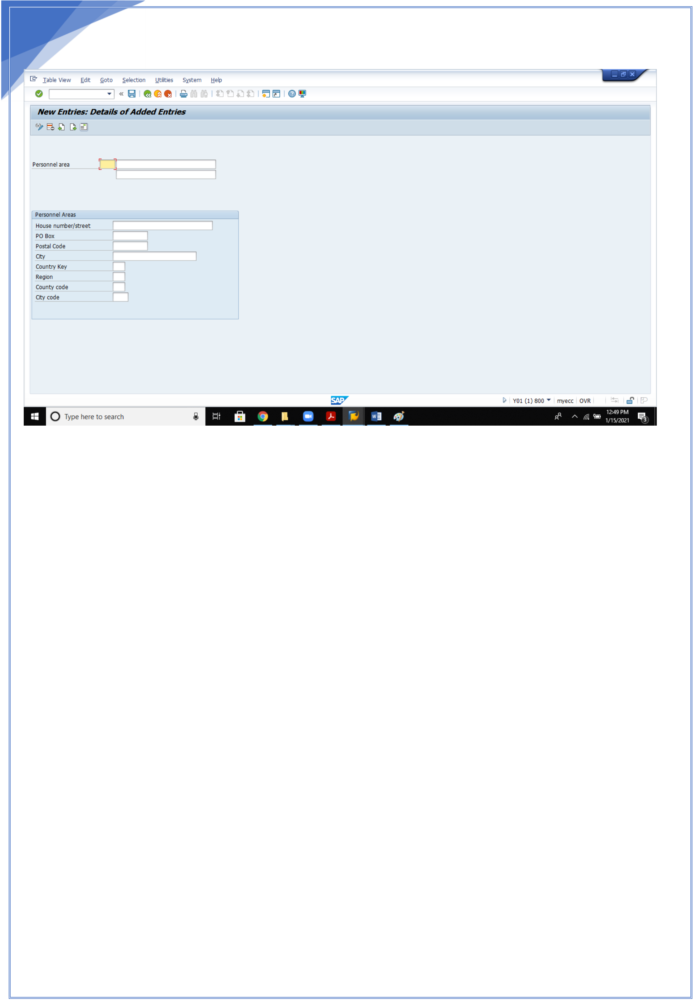 Table View Edit Goto Selection Utilities System Help
New Entries: Details of Added Entries
Personnel area
Personnel Areas
House number/street
PO Box
Postal Code
City
Country Key
Region
County code
City code
SAP
Y01 (1) 800 myecc OVR
Type here to search
12:49 PM
1/15/2021
3